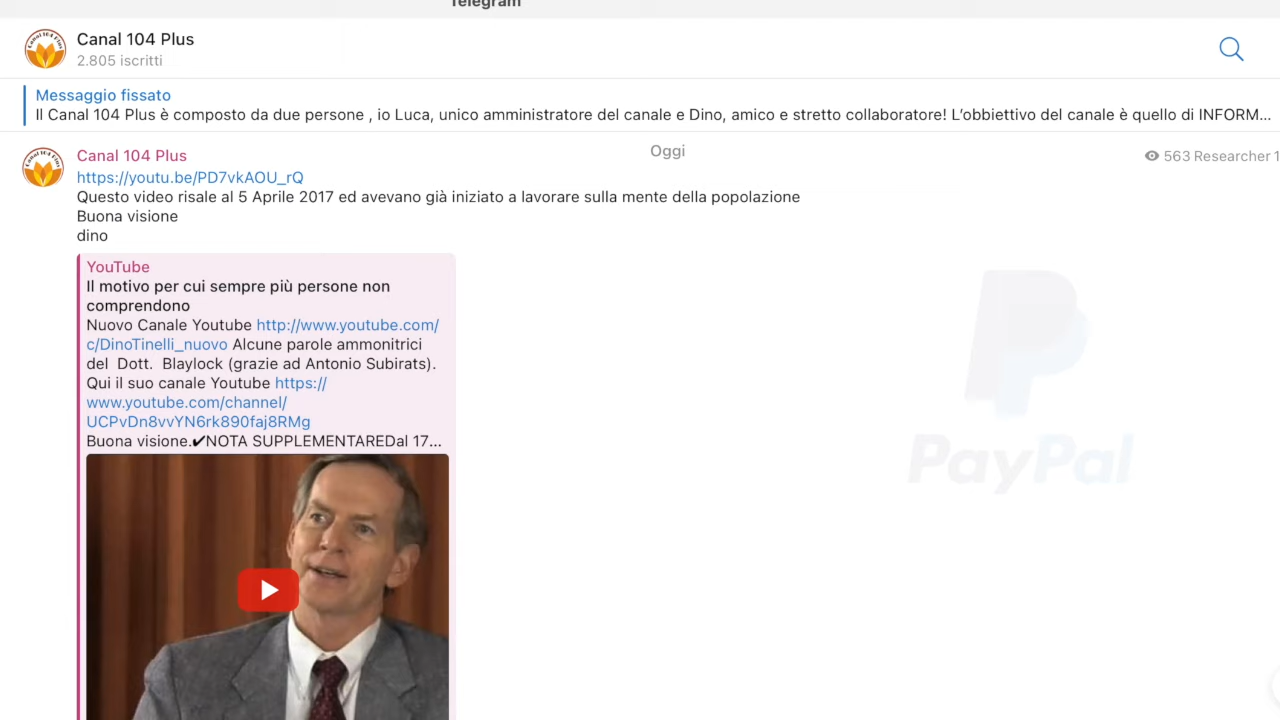 Telegram
Canal 104 Plus
2.805 iscritti
Messaggio fissato
Il Canal 104 Plus è composto da due persone , io Luca, unico amministratore del canale e Dino, amico e stretto collaboratore! L'obbiettivo del canale è quello di INFORM...
Oggi
Canal 104 Plus
563 Researcher 1
https://youtu.be/PD7vkAOU_rQ
Questo video risale al 5 Aprile 2017 ed avevano già iniziato a lavorare sulla mente della popolazione
Buona visione
dino
YouTube
Il motivo per cui sempre più persone non
comprendono
Nuovo Canale Youtube http://www.youtube.com/
c/DinoTinelli_nuovo Alcune parole ammonitrici
del Dott. Blaylock (grazie ad Antonio Subirats).
Qui il suo canale Youtube https://
www.youtube.com/channel/
UCPvDn8vvYN6rk890faj8RMg
Buona visione.✔NOTA SUPPLEMENTAREDal 17...
PayPal